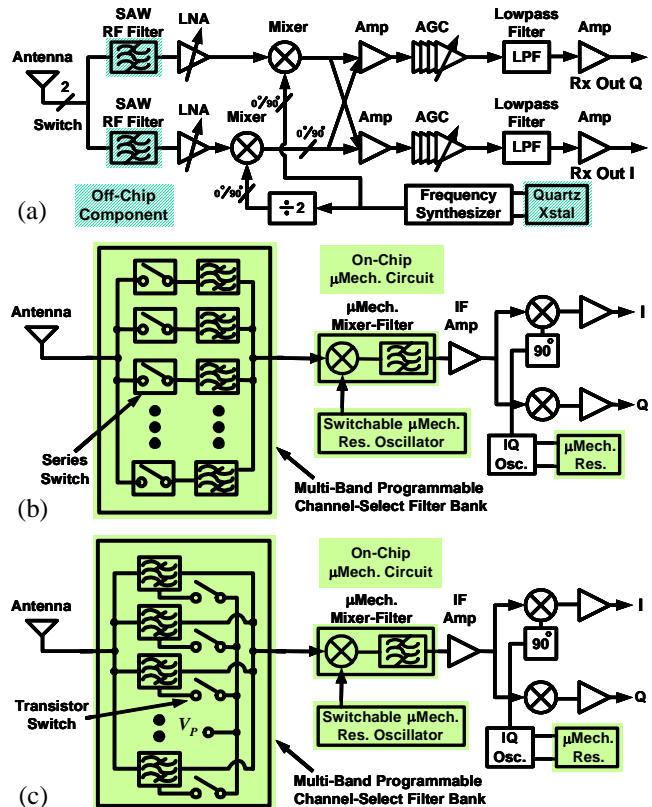 SAW
RF Filter
LNA
Mixer
Amp
AGC
Lowpass
Filter
Amp
Antenna
2
LPF
Rx Out Q
0°/90°
Switch
SAW
RF Filter
LNA
Mixer
0°/90°
Amp
AGC
Lowpass
Filter
Amp
LPF
Rx Out I
0°/90°
(a)
Off-Chip
Component
÷2
Frequency
Synthesizer
Quartz
Xstal
On-Chip
μMech. Circuit
Antenna
μMech.
Mixer-Filter
IF
Amp
I
90°
Q
Switchable μMech.
Res. Oscillator
Series
Switch
IQ
Osc.
μMech.
Res.
(b)
Multi-Band Programmable
Channel-Select Filter Bank
On-Chip
μMech. Circuit
Antenna
μMech.
Mixer-Filter
IF
Amp
I
90°
Q
Transistor
Switch
V_P
Switchable μMech.
Res. Oscillator
IQ
Osc.
μMech.
Res.
(c)
Multi-Band Programmable
Channel-Select Filter Bank